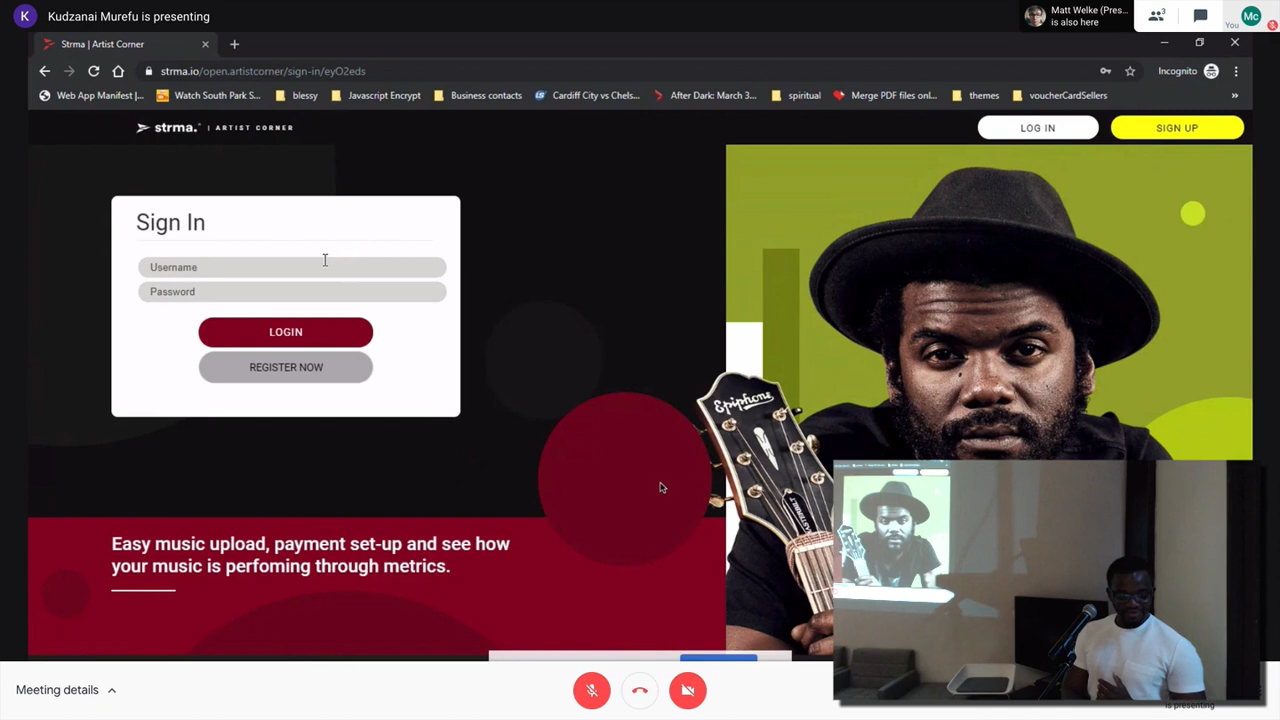 K Kudzanai Murefu is presenting
Matt Welke (Pres...
is also here
3
You
Mc
Strma | Artist Corner
strma.io/open.artistcorner/sign-in/eyO2eds
Incognito
Web App Manifest |...
Watch South Park S...
blessy
Javascript Encrypt
Business contacts
Cardiff City vs Chels...
After Dark: March 3...
spiritual
Merge PDF files onl...
themes
voucherCardSellers
»
strma. | ARTIST CORNER
LOG IN
SIGN UP
Sign In
Username
Password
LOGIN
REGISTER NOW
Epiphone
MASTERBILT
Easy music upload, payment set-up and see how
your music is perfoming through metrics.
Meeting details
is presenting